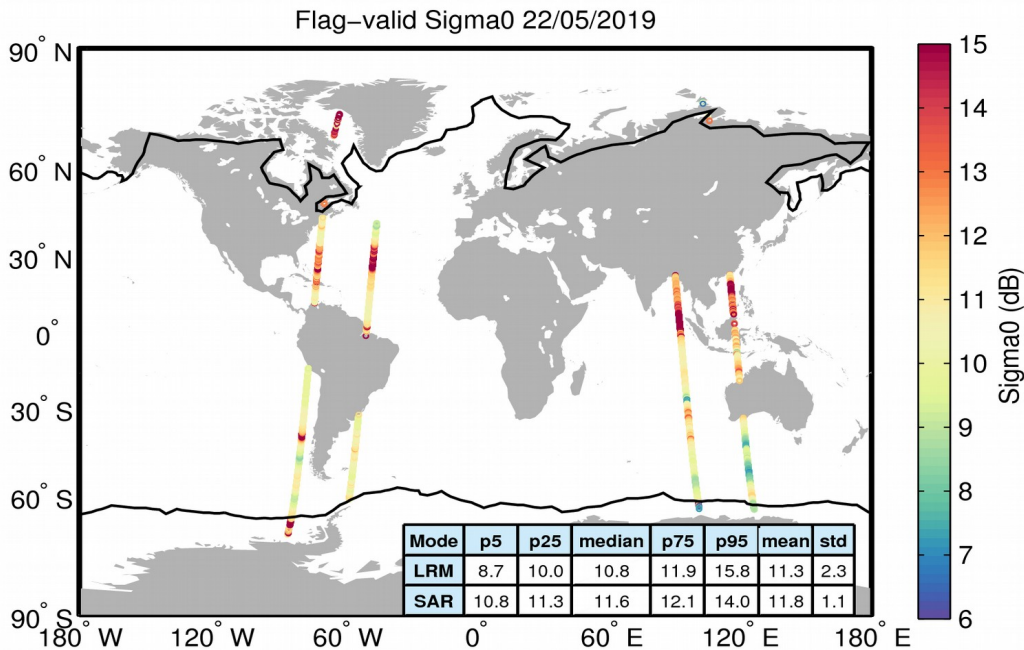 Flag−valid Sigma0 22/05/2019
90° N
60° N
30° N
0°
30° S
60° S
90° S
180° W 120° W 60° W 0° 60° E 120° E 180° E
Mode p5 p25 median p75 p95 mean std
LRM 8.7 10.0 10.8 11.9 15.8 11.3 2.3
SAR 10.8 11.3 11.6 12.1 14.0 11.8 1.1
15
14
13
12
11
10
9
8
7
6
Sigma0 (dB)